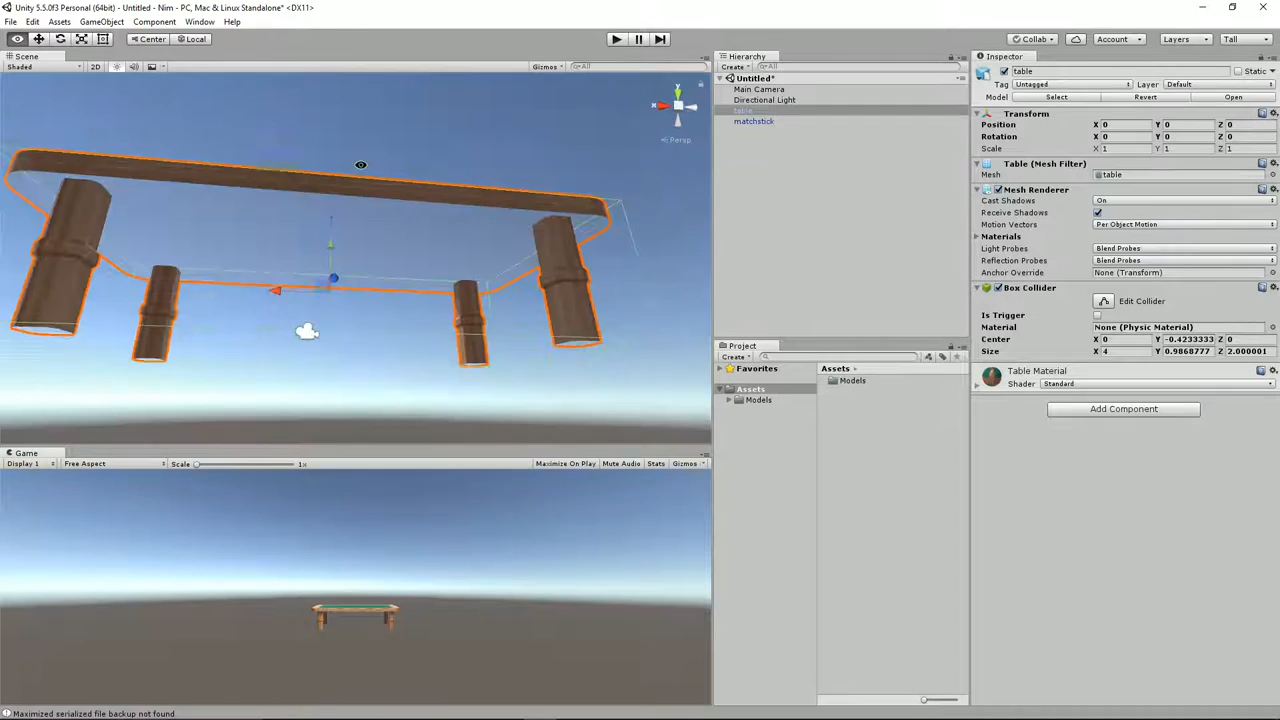 Unity 5.5.0f3 Personal (64bit) - Untitled - Nim - PC, Mac & Linux Standalone* <DX11>
File Edit Assets GameObject Component Window Help
Center Local Collab Account Layers Tall
Scene
Shaded 2D Gizmos All
y
x
Persp
Hierarchy
Create All
Untitled*
Main Camera
Directional Light
table
matchstick
Inspector
table Static
Tag Untagged Layer Default
Model Select Revert Open
Transform
Position X 0 Y 0 Z 0
Rotation X 0 Y 0 Z 0
Scale X 1 Y 1 Z 1
Table (Mesh Filter)
Mesh table
Mesh Renderer
Cast Shadows On
Receive Shadows
Motion Vectors Per Object Motion
Materials
Light Probes Blend Probes
Reflection Probes Blend Probes
Anchor Override None (Transform)
Box Collider
Edit Collider
Is Trigger
Material None (Physic Material)
Center X 0 Y -0.4233333 Z 0
Size X 4 Y 0.9868777 Z 2.000001
Table Material
Shader Standard
Add Component
Project
Create
Favorites
Assets
Models
Assets
Models
Game
Display 1 Free Aspect Scale 1x Maximize On Play Mute Audio Stats Gizmos
Maximized serialized file backup not found